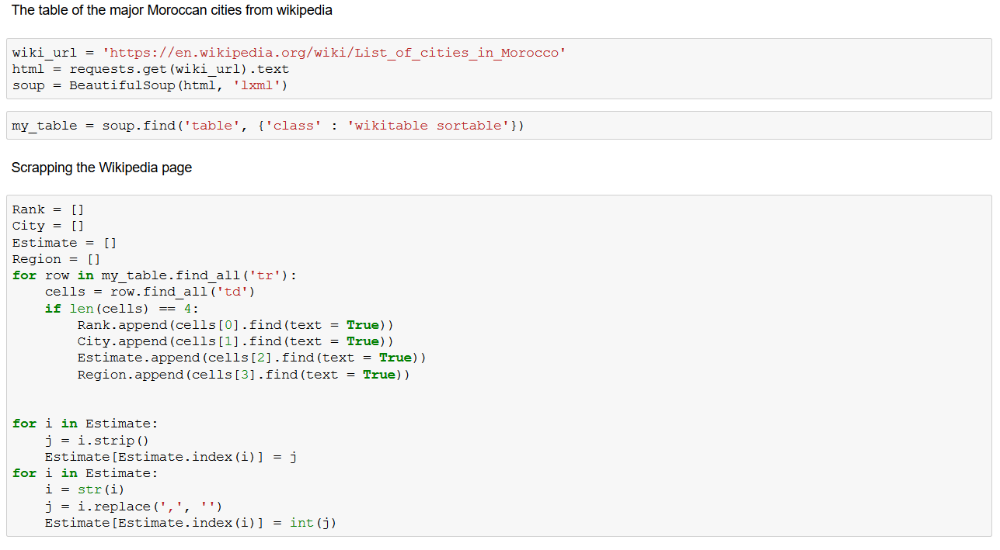 The table of the major Moroccan cities from wikipedia
wiki_url = 'https://en.wikipedia.org/wiki/List_of_cities_in_Morocco'
html = requests.get(wiki_url).text
soup = BeautifulSoup(html, 'lxml')
my_table = soup.find('table', {'class' : 'wikitable sortable'})
Scrapping the Wikipedia page
Rank = []
City = []
Estimate = []
Region = []
for row in my_table.find_all('tr'):
    cells = row.find_all('td')
    if len(cells) == 4:
        Rank.append(cells[0].find(text = True))
        City.append(cells[1].find(text = True))
        Estimate.append(cells[2].find(text = True))
        Region.append(cells[3].find(text = True))
for i in Estimate:
    j = i.strip()
    Estimate[Estimate.index(i)] = j
for i in Estimate:
    i = str(i)
    j = i.replace(',', '')
    Estimate[Estimate.index(i)] = int(j)